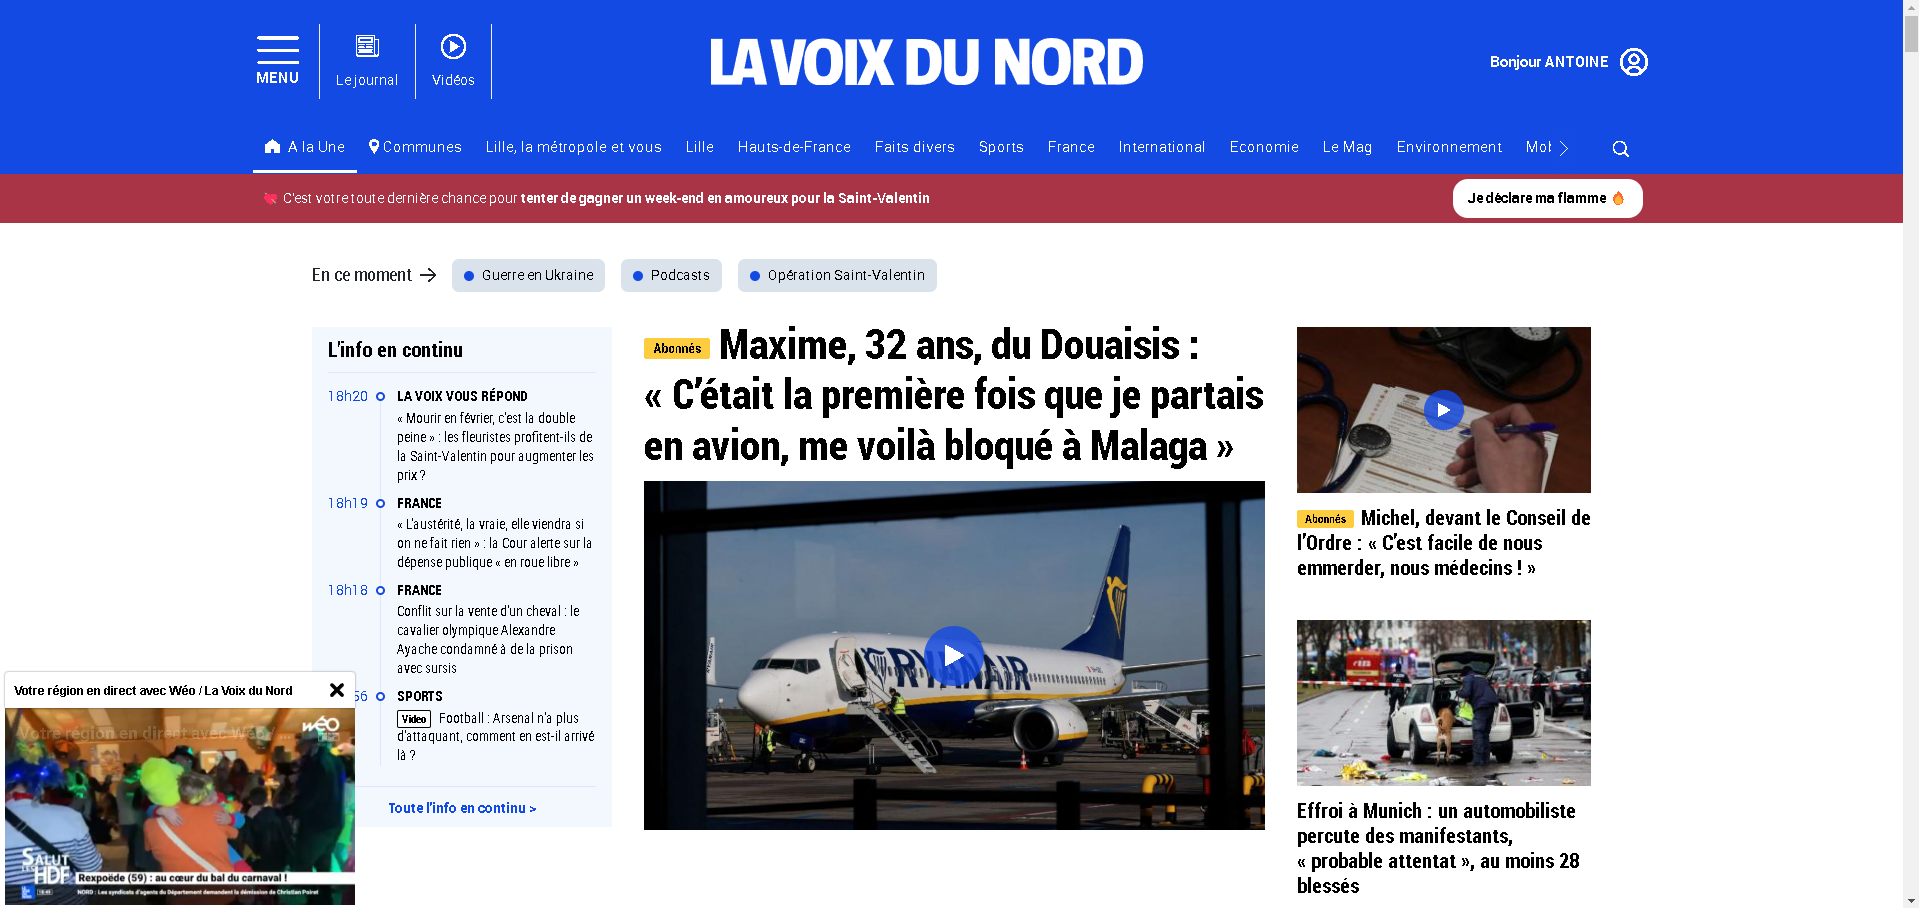 MENU
Le journal
Vidéos
LA VOIX DU NORD
Bonjour ANTOINE
A la Une
Communes
Lille, la métropole et vous
Lille
Hauts-de-France
Faits divers
Sports
France
International
Economie
Le Mag
Environnement
Mob
C'est votre toute dernière chance pour tenter de gagner un week-end en amoureux pour la Saint-Valentin
Je déclare ma flamme
En ce moment
Guerre en Ukraine
Podcasts
Opération Saint-Valentin
L'info en continu
18h20
LA VOIX VOUS RÉPOND
« Mourir en février, c'est la double
peine » : les fleuristes profitent-ils de
la Saint-Valentin pour augmenter les
prix ?
18h19
FRANCE
« L'austérité, la vraie, elle viendra si
on ne fait rien » : la Cour alerte sur la
dépense publique « en roue libre »
18h18
FRANCE
Conflit sur la vente d'un cheval : le
cavalier olympique Alexandre
Ayache condamné à de la prison
avec sursis
56
SPORTS
Video Football : Arsenal n'a plus
d'attaquant, comment en est-il arrivé
là ?
Toute l'info en continu >
Abonnés Maxime, 32 ans, du Douaisis :
« C'était la première fois que je partais
en avion, me voilà bloqué à Malaga »
RYANAIR
Abonnés Michel, devant le Conseil de
l'Ordre : « C'est facile de nous
emmerder, nous médecins ! »
Effroi à Munich : un automobiliste
percute des manifestants,
« probable attentat », au moins 28
blessés
Votre région en direct avec Wéo / La Voix du Nord
Votre région en direct avec Wéo / ...
wéo
SALUT
LES HDF
Rexpoëde (59) : au cœur du bal du carnaval !
NORD : Les syndicats d'agents du Département demandent la démission de Christian Poiret